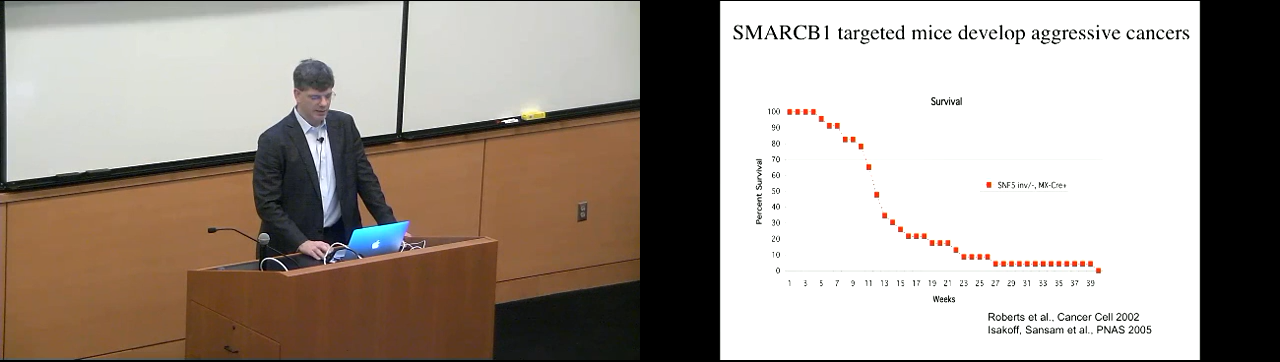 SMARCB1 targeted mice develop aggressive cancers
Survival
100
90
80
70
60
50
40
30
20
10
0
Percent Survival
SNF5 inv/-, MX-Cre+
1 3 5 7 9 11 13 15 17 19 21 23 25 27 29 31 33 35 37 39
Weeks
Roberts et al., Cancer Cell 2002
Isakoff, Sansam et al., PNAS 2005